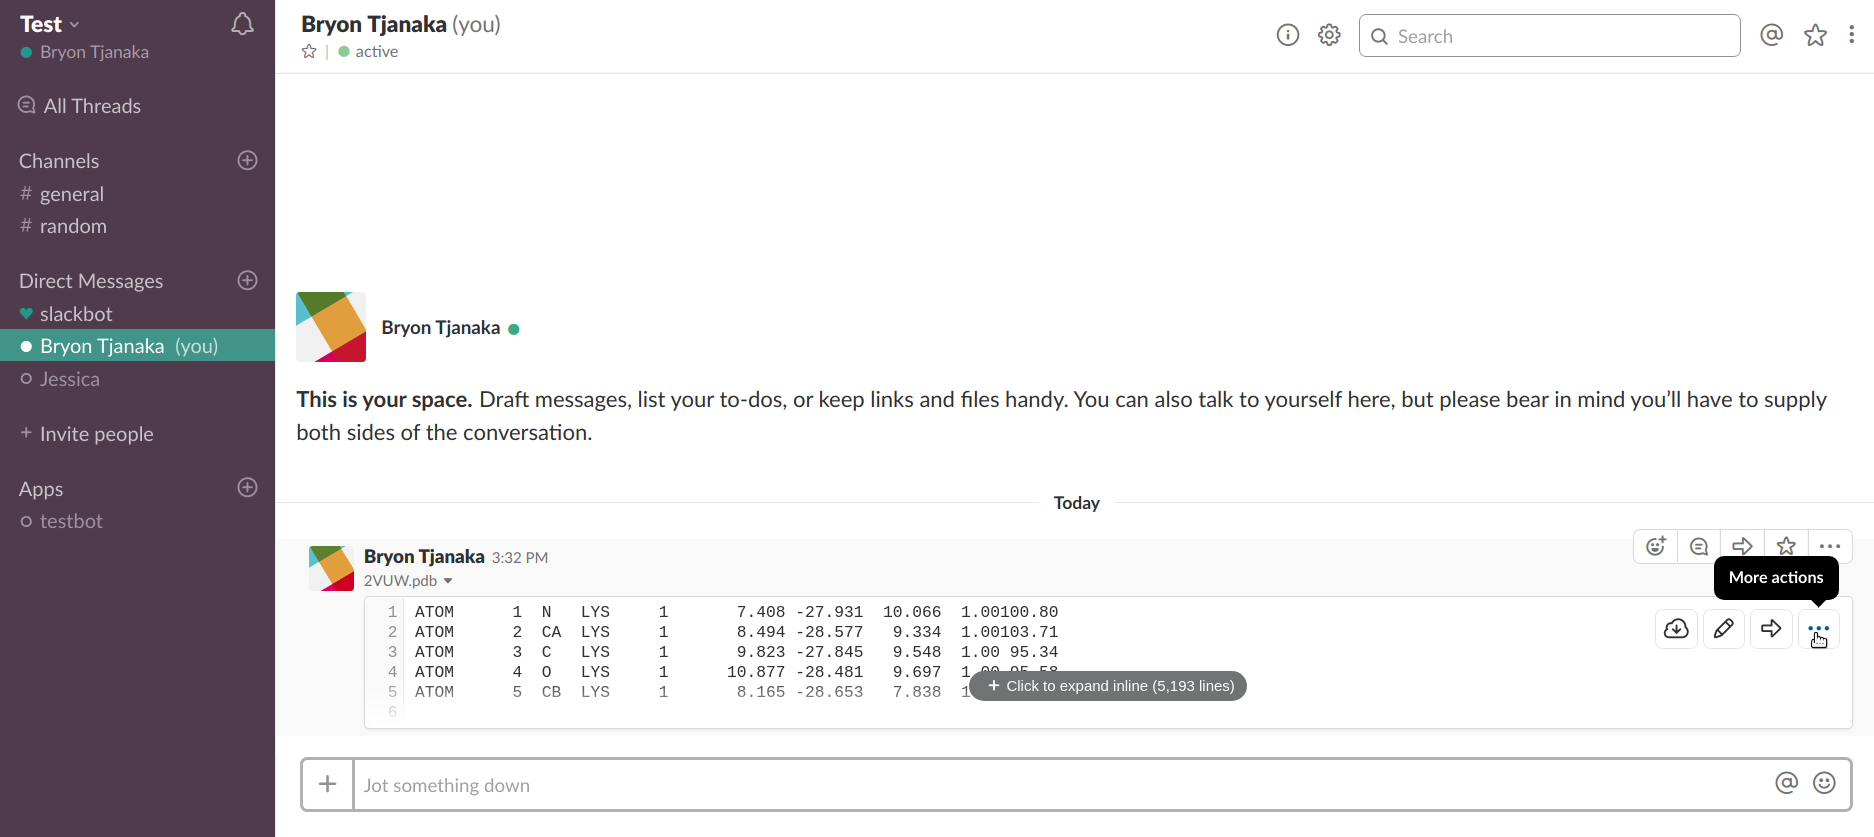 Test
Bryon Tjanaka
All Threads
Channels
# general
# random
Direct Messages
slackbot
Bryon Tjanaka (you)
Jessica
+ Invite people
Apps
testbot
Bryon Tjanaka (you)
active
Search
Bryon Tjanaka
This is your space. Draft messages, list your to-dos, or keep links and files handy. You can also talk to yourself here, but please bear in mind you'll have to supply
both sides of the conversation.
Today
Bryon Tjanaka 3:32 PM
2VUW.pdb
More actions
1 ATOM 1 N LYS 1 7.408 -27.931 10.066 1.00100.80
2 ATOM 2 CA LYS 1 8.494 -28.577 9.334 1.00103.71
3 ATOM 3 C LYS 1 9.823 -27.845 9.548 1.00 95.34
4 ATOM 4 O LYS 1 10.877 -28.481 9.697 1.00 95.58
5 ATOM 5 CB LYS 1 8.165 -28.653 7.838 1
+ Click to expand inline (5,193 lines)
6
+ Jot something down @